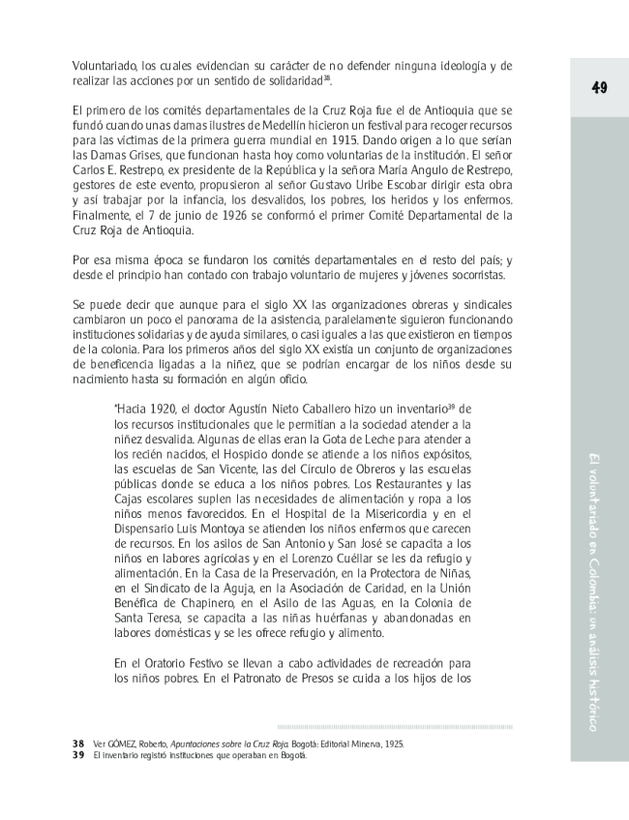 Voluntariado, los cuales evidencian su carácter de no defender ninguna ideología y de
realizar las acciones por un sentido de solidaridad³⁸.
El primero de los comités departamentales de la Cruz Roja fue el de Antioquia que se
fundó cuando unas damas ilustres de Medellín hicieron un festival para recoger recursos
para las víctimas de la primera guerra mundial en 1915. Dando origen a lo que serían
las Damas Grises, que funcionan hasta hoy como voluntarias de la institución. El señor
Carlos E. Restrepo, ex presidente de la República y la señora María Angulo de Restrepo,
gestores de este evento, propusieron al señor Gustavo Uribe Escobar dirigir esta obra
y así trabajar por la infancia, los desvalidos, los pobres, los heridos y los enfermos.
Finalmente, el 7 de junio de 1926 se conformó el primer Comité Departamental de la
Cruz Roja de Antioquia.
Por esa misma época se fundaron los comités departamentales en el resto del país; y
desde el principio han contado con trabajo voluntario de mujeres y jóvenes socorristas.
Se puede decir que aunque para el siglo XX las organizaciones obreras y sindicales
cambiaron un poco el panorama de la asistencia, paralelamente siguieron funcionando
instituciones solidarias y de ayuda similares, o casi iguales a las que existieron en tiempos
de la colonia. Para los primeros años del siglo XX existía un conjunto de organizaciones
de beneficencia ligadas a la niñez, que se podrían encargar de los niños desde su
nacimiento hasta su formación en algún oficio.
"Hacia 1920, el doctor Agustín Nieto Caballero hizo un inventario³⁹ de
los recursos institucionales que le permitían a la sociedad atender a la
niñez desvalida. Algunas de ellas eran la Gota de Leche para atender a
los recién nacidos, el Hospicio donde se atiende a los niños expósitos,
las escuelas de San Vicente, las del Círculo de Obreros y las escuelas
públicas donde se educa a los niños pobres. Los Restaurantes y las
Cajas escolares suplen las necesidades de alimentación y ropa a los
niños menos favorecidos. En el Hospital de la Misericordia y en el
Dispensario Luis Montoya se atienden los niños enfermos que carecen
de recursos. En los asilos de San Antonio y San José se capacita a los
niños en labores agrícolas y en el Lorenzo Cuéllar se les da refugio y
alimentación. En la Casa de la Preservación, en la Protectora de Niñas,
en el Sindicato de la Aguja, en la Asociación de Caridad, en la Unión
Benéfica de Chapinero, en el Asilo de las Aguas, en la Colonia de
Santa Teresa, se capacita a las niñas huérfanas y abandonadas en
labores domésticas y se les ofrece refugio y alimento.
En el Oratorio Festivo se llevan a cabo actividades de recreación para
los niños pobres. En el Patronato de Presos se cuida a los hijos de los
38 Ver GÓMEZ, Roberto, Apuntaciones sobre la Cruz Roja. Bogotá: Editorial Minerva, 1925.
39 El inventario registró instituciones que operaban en Bogotá.
49
El voluntariado en Colombia: un análisis histórico